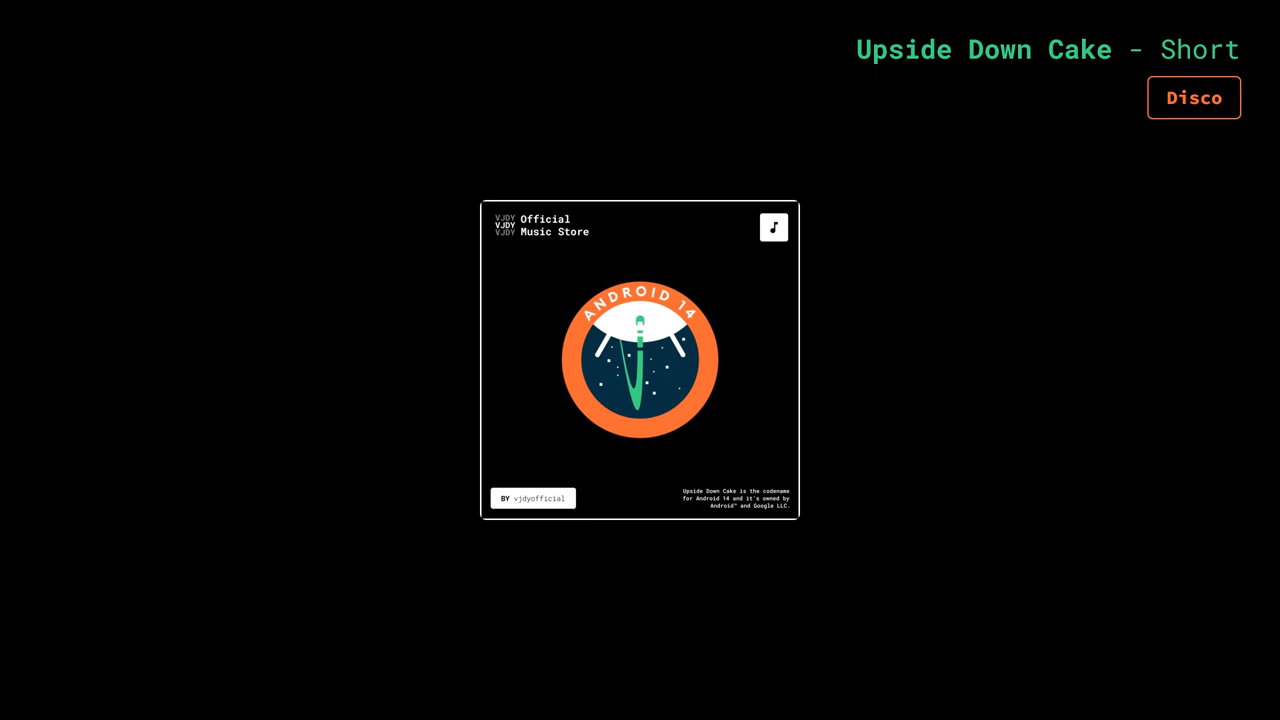 Upside Down Cake - Short
Disco
VJDY
VJDY
VJDY
Official
Music Store
ANDROID 14
BY vjdyofficial
Upside Down Cake is the codename
for Android 14 and it's owned by
Android™ and Google LLC.